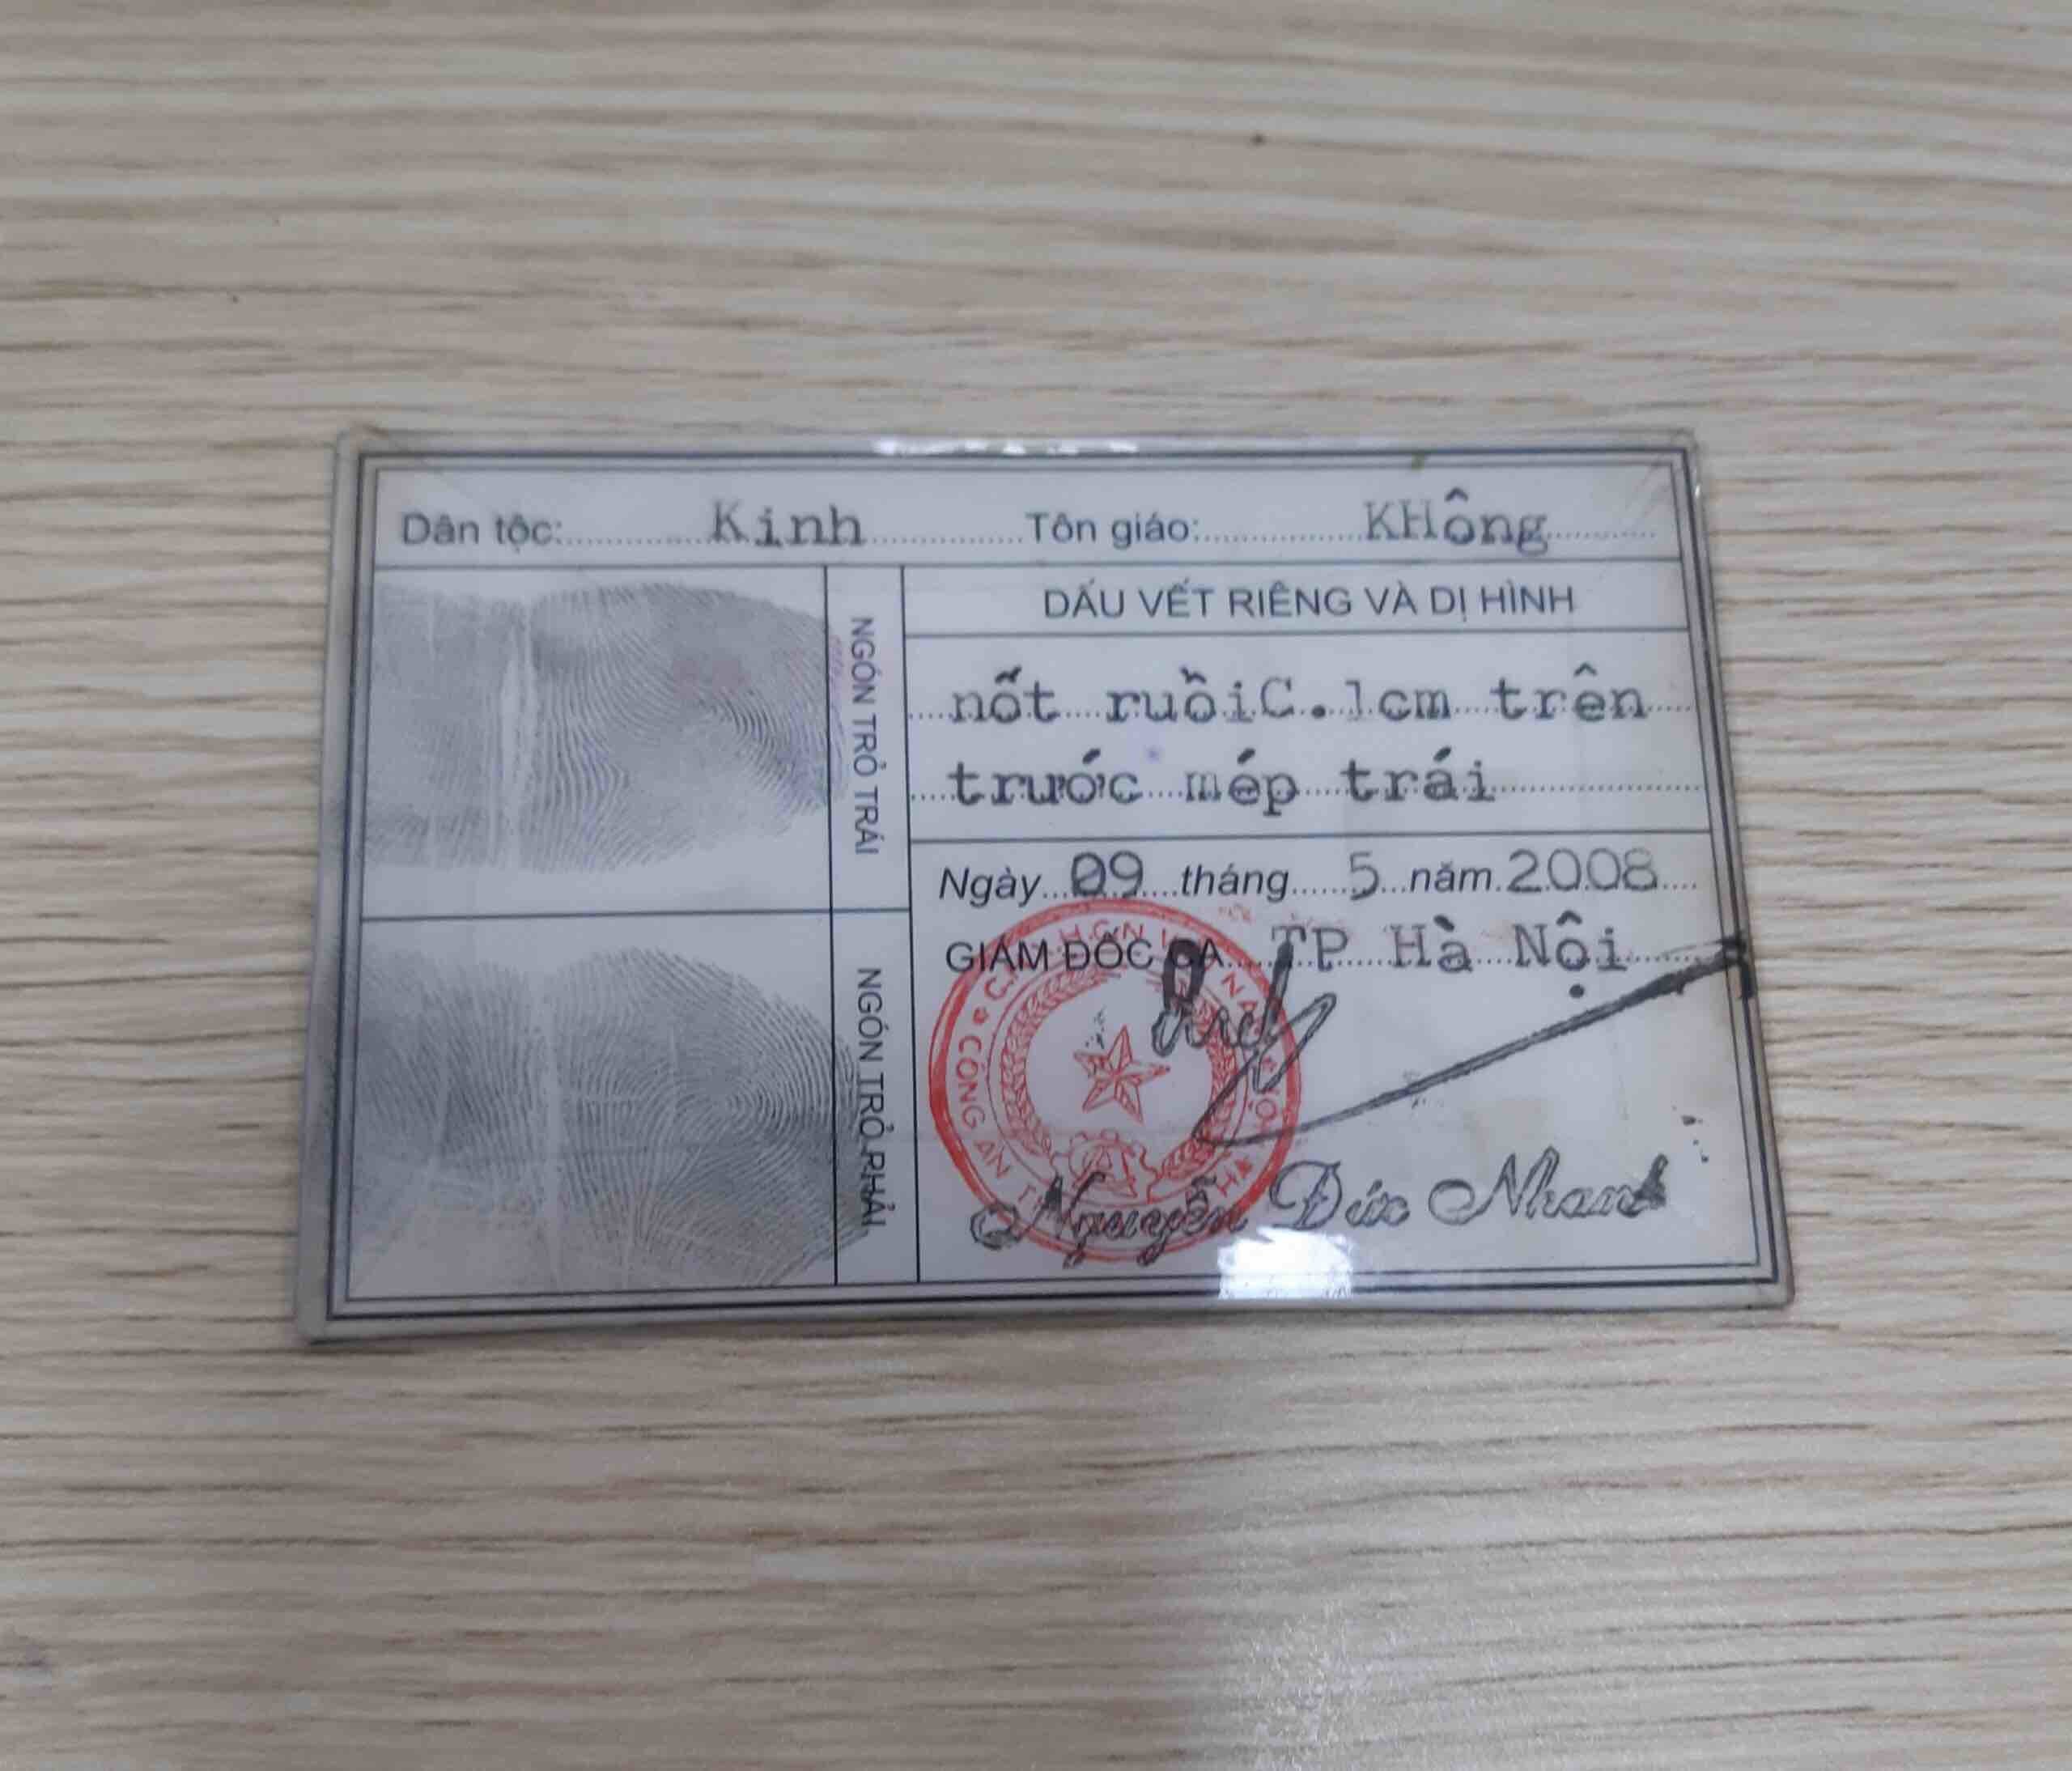 Dân tộc: Kinh Tôn giáo: KHông
DẤU VẾT RIÊNG VÀ DỊ HÌNH
nốt ruồiC.1cm trên
trước mép trái
NGÓN TRỎ TRÁI
NGÓN TRỎ PHẢI
Ngày 09 tháng 5 năm 2008
GIÁM ĐỐC CA TP Hà Nội
CÔNG AN
Nguyễn Đức Nhanh